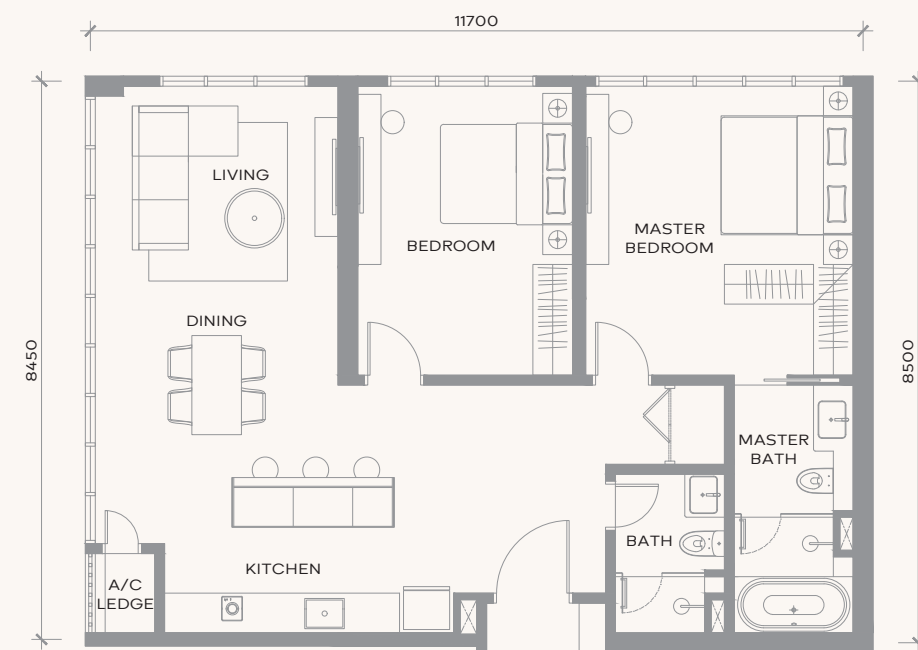 11700
LIVING
MASTER
BEDROOM
BEDROOM
DINING
8450
8500
MASTER
BATH
BATH
KITCHEN
A/C
LEDGE